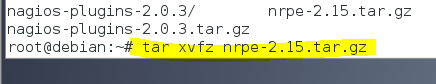 nagios-plugins-2.0.3/ nrpe-2.15.tar.gz
nagios-plugins-2.0.3.tar.gz
root@debian:~# tar xvfz nrpe-2.15.tar.gz